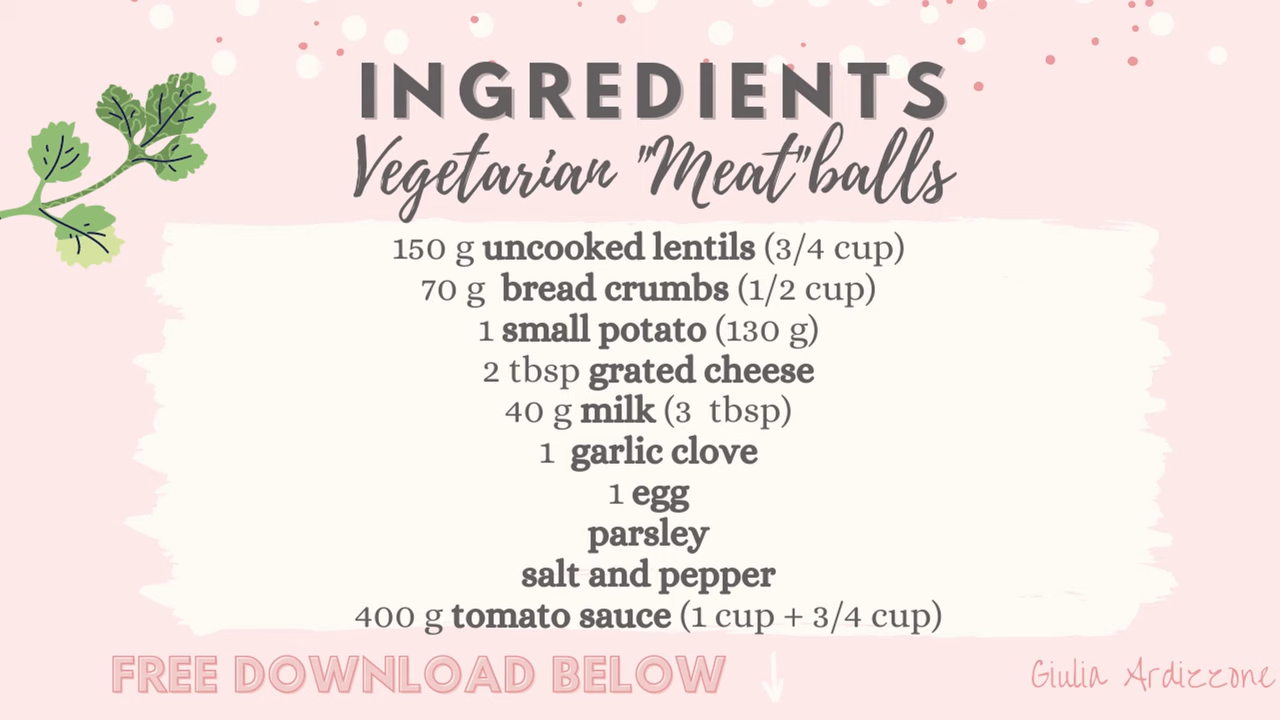 INGREDIENTS
Vegetarian "Meat"balls
150 g uncooked lentils (3/4 cup)
70 g bread crumbs (1/2 cup)
1 small potato (130 g)
2 tbsp grated cheese
40 g milk (3 tbsp)
1 garlic clove
1 egg
parsley
salt and pepper
400 g tomato sauce (1 cup + 3/4 cup)
FREE DOWNLOAD BELOW
Giulia Ardizzone